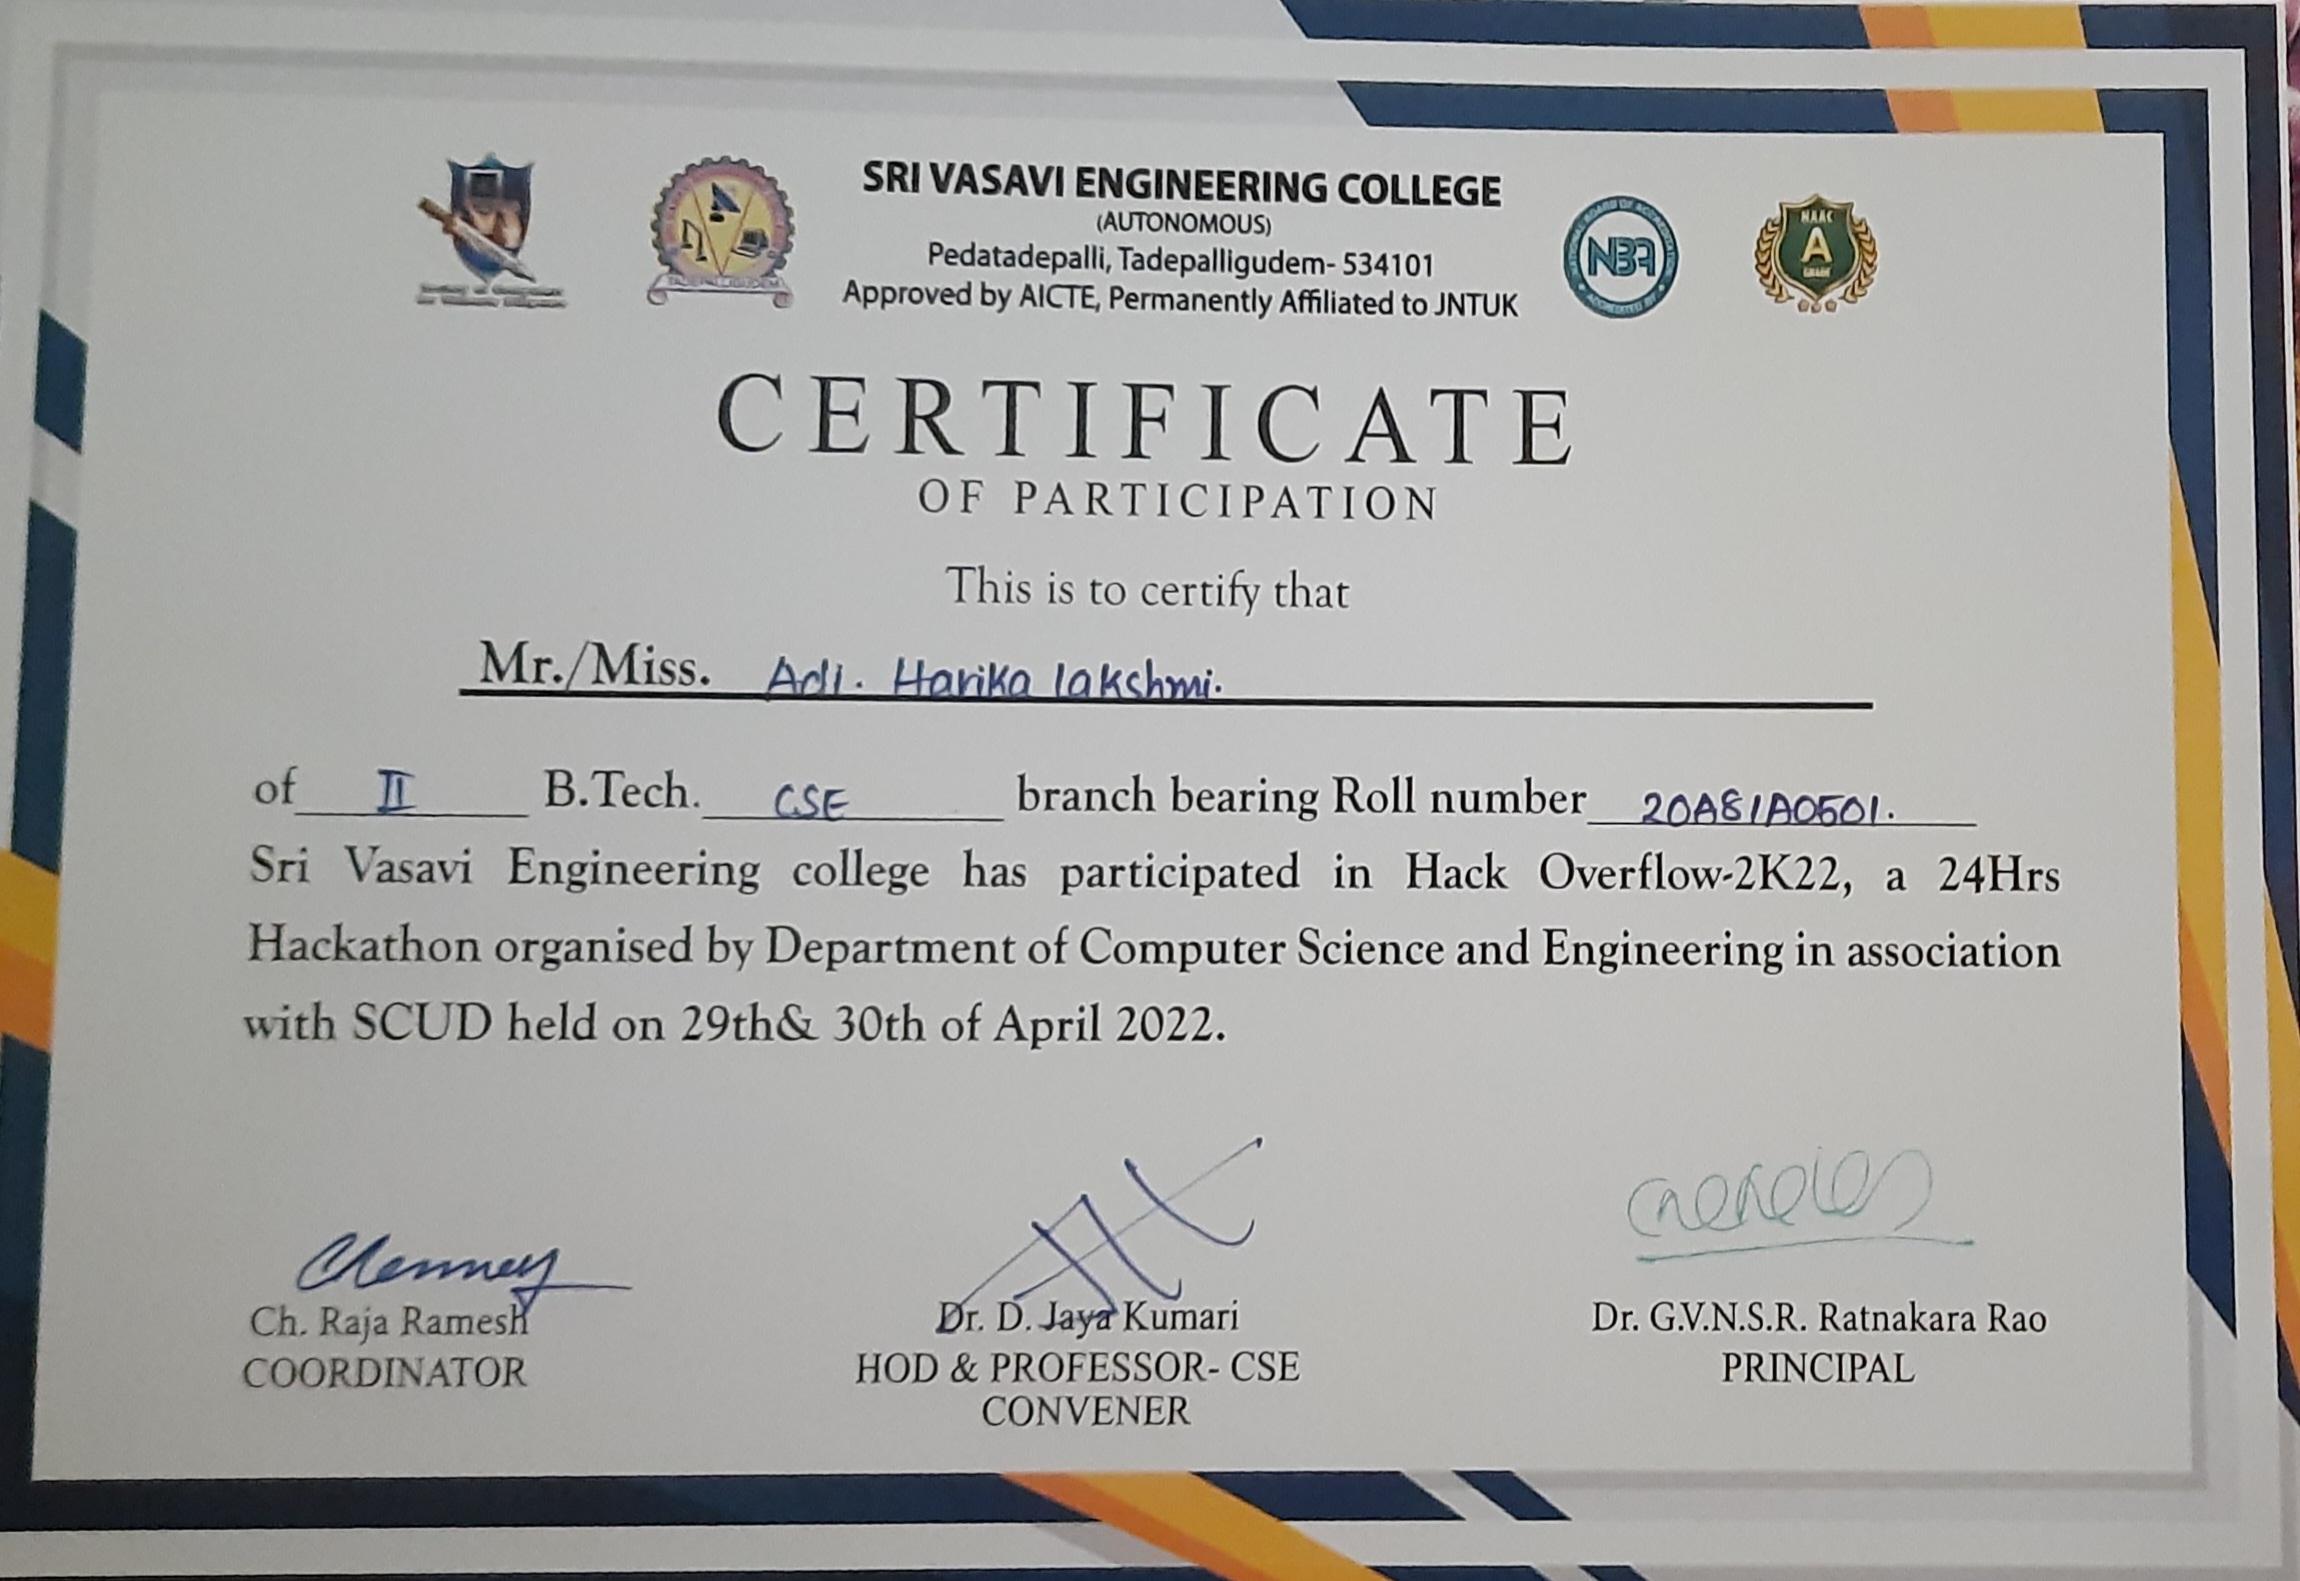 SRI VASAVI ENGINEERING COLLEGE
(AUTONOMOUS)
Pedatadepalli, Tadepalligudem- 534101
Approved by AICTE, Permanently Affiliated to JNTUK
TADEPALLIGUDEM
NBA
NAAC
A
GRADE
CERTIFICATE
OF PARTICIPATION
This is to certify that
Mr./Miss. Adi. Harika lakshmi.
of II B.Tech. CSE branch bearing Roll number 20A81A0501.
Sri Vasavi Engineering college has participated in Hack Overflow-2K22, a 24Hrs
Hackathon organised by Department of Computer Science and Engineering in association
with SCUD held on 29th& 30th of April 2022.
Ch. Raja Ramesh
COORDINATOR
Dr. D. Jaya Kumari
HOD & PROFESSOR- CSE
CONVENER
Dr. G.V.N.S.R. Ratnakara Rao
PRINCIPAL